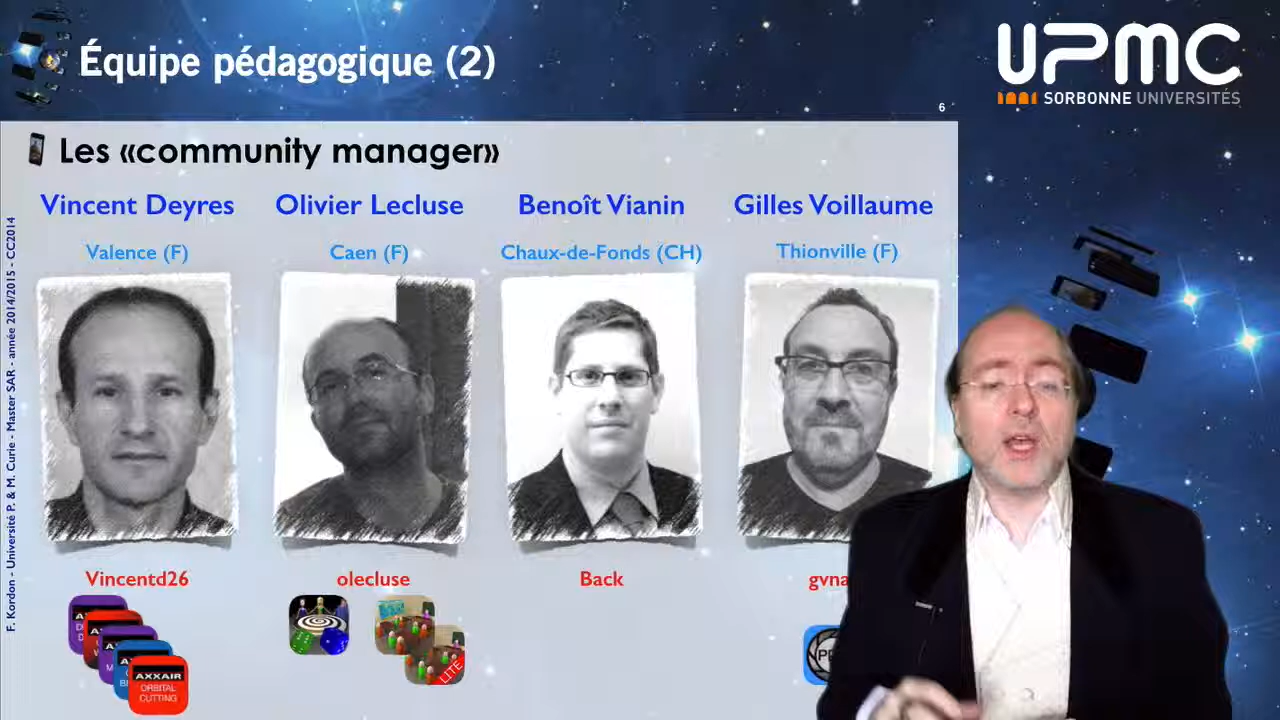 Équipe pédagogique (2)
UPMC
SORBONNE UNIVERSITÉS
6
Les «community manager»
Vincent Deyres
Olivier Lecluse
Benoît Vianin
Gilles Voillaume
Valence (F)
Caen (F)
Chaux-de-Fonds (CH)
Thionville (F)
Vincentd26
olecluse
Back
AXXAIR
ORBITAL
CUTTING
LITE
F. Kordon - Université P. & M. Curie - Master SAR - année 2014/2015 - CC2014